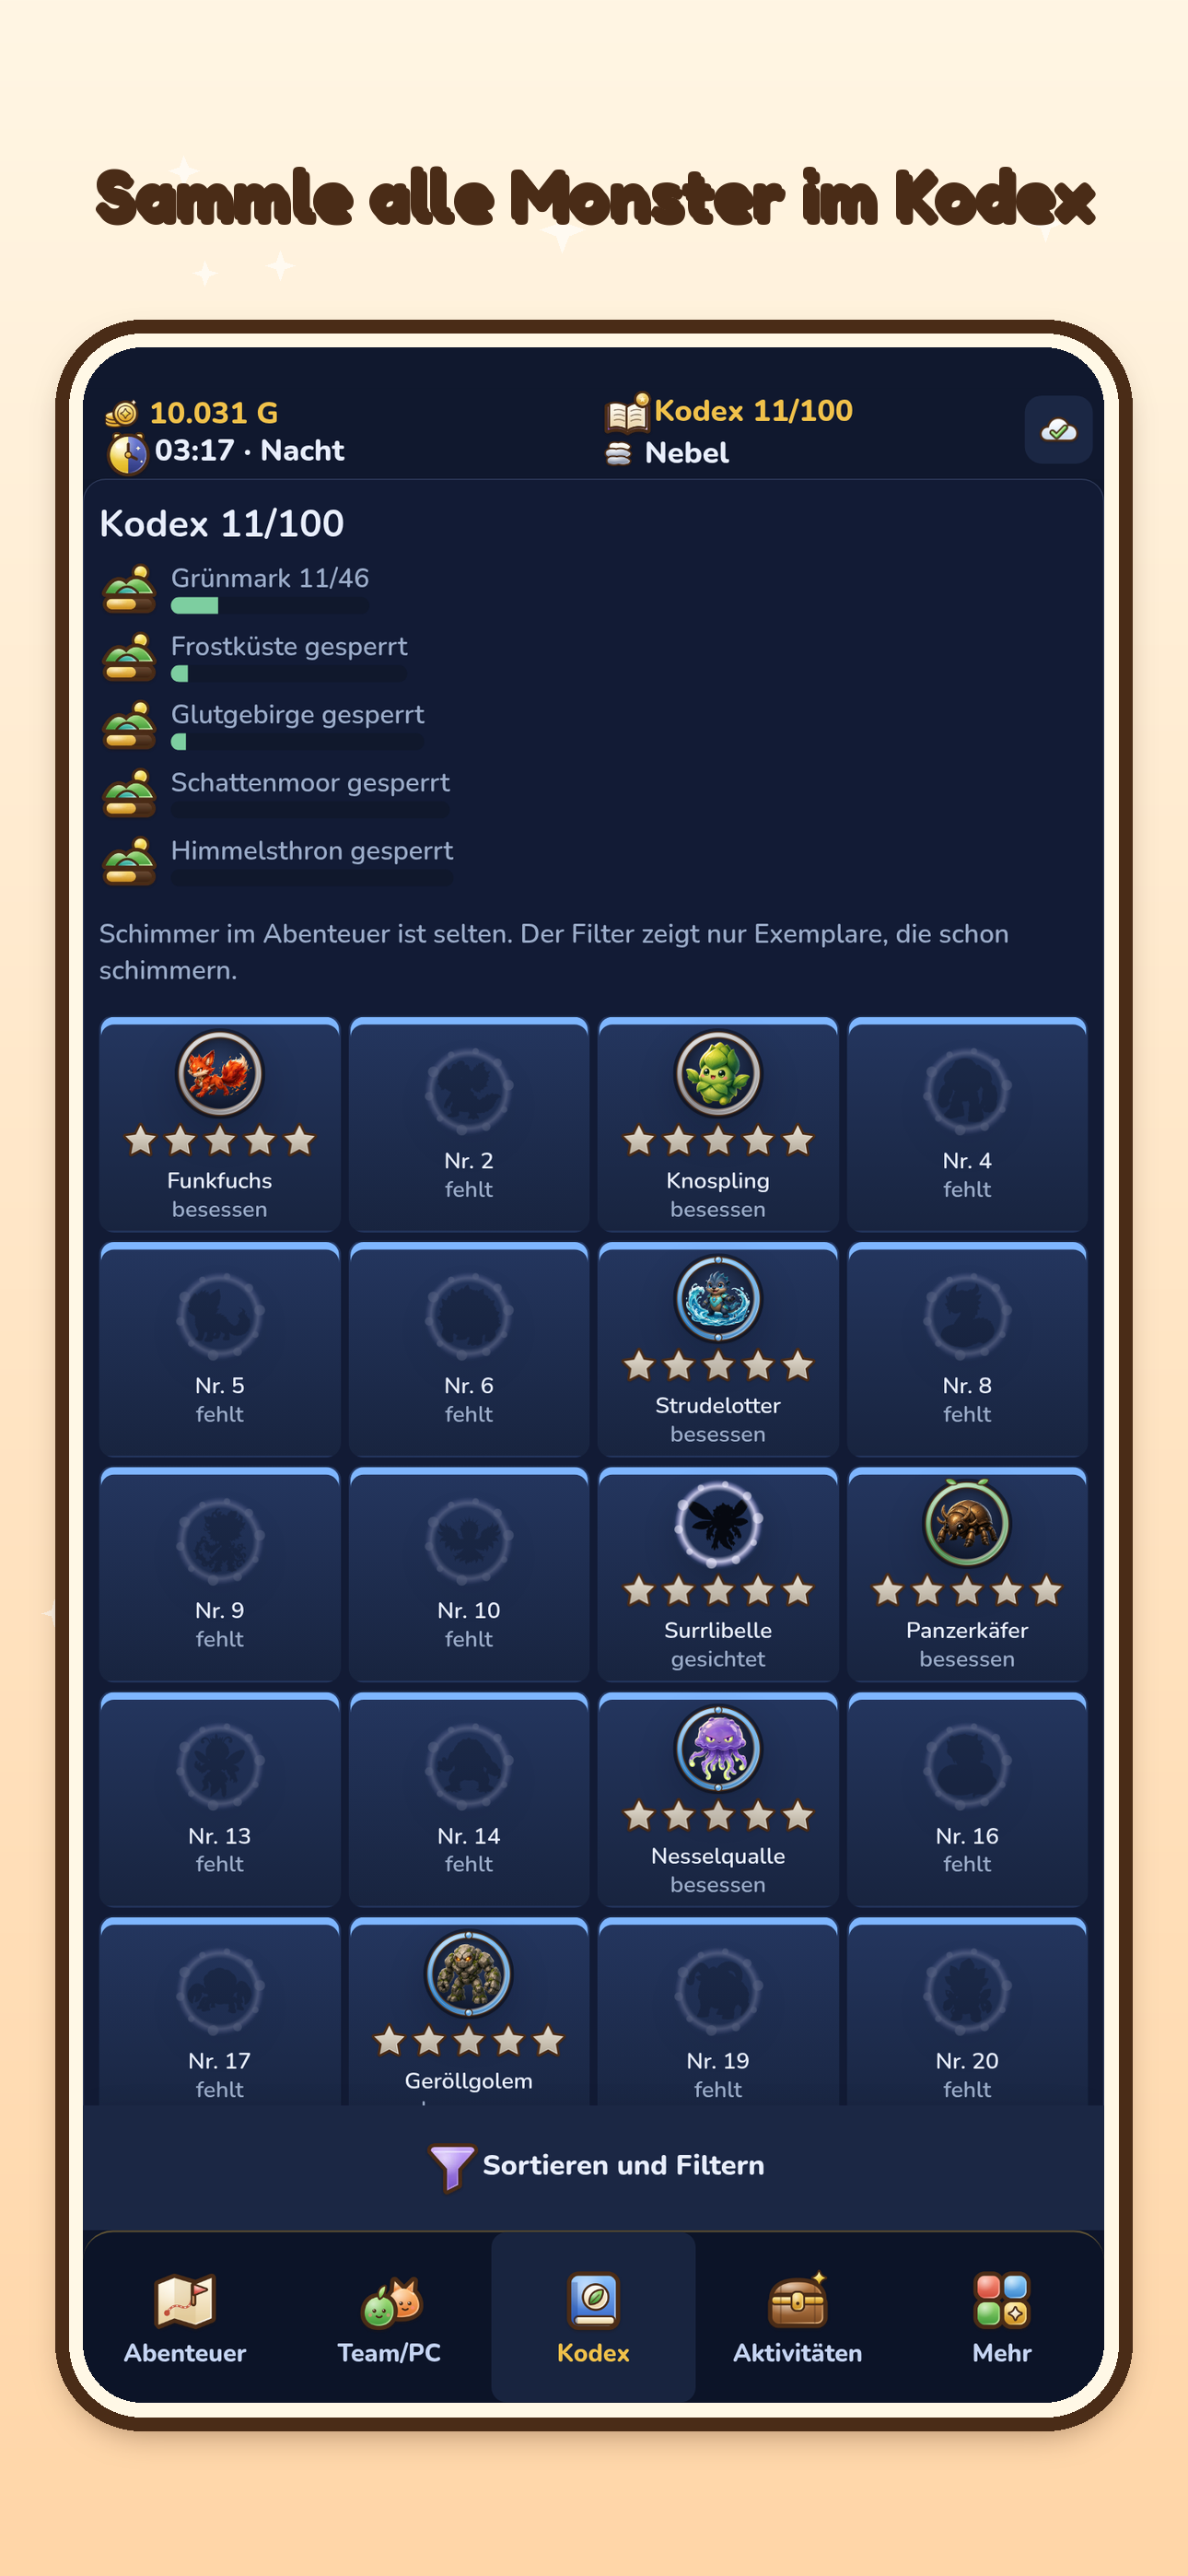 Sammle alle Monster im Kodex
10.031 G
Kodex 11/100
03:17 · Nacht
Nebel
Kodex 11/100
Grünmark 11/46
Frostküste gesperrt
Glutgebirge gesperrt
Schattenmoor gesperrt
Himmelsthron gesperrt
Schimmer im Abenteuer ist selten. Der Filter zeigt nur Exemplare, die schon
schimmern.
Funkfuchs
besessen
Nr. 2
fehlt
Knospling
besessen
Nr. 4
fehlt
Nr. 5
fehlt
Nr. 6
fehlt
Strudelotter
besessen
Nr. 8
fehlt
Nr. 9
fehlt
Nr. 10
fehlt
Surrlibelle
gesichtet
Panzerkäfer
besessen
Nr. 13
fehlt
Nr. 14
fehlt
Nesselqualle
besessen
Nr. 16
fehlt
Nr. 17
fehlt
Geröllgolem
Nr. 19
fehlt
Nr. 20
fehlt
Sortieren und Filtern
Abenteuer
Team/PC
Kodex
Aktivitäten
Mehr